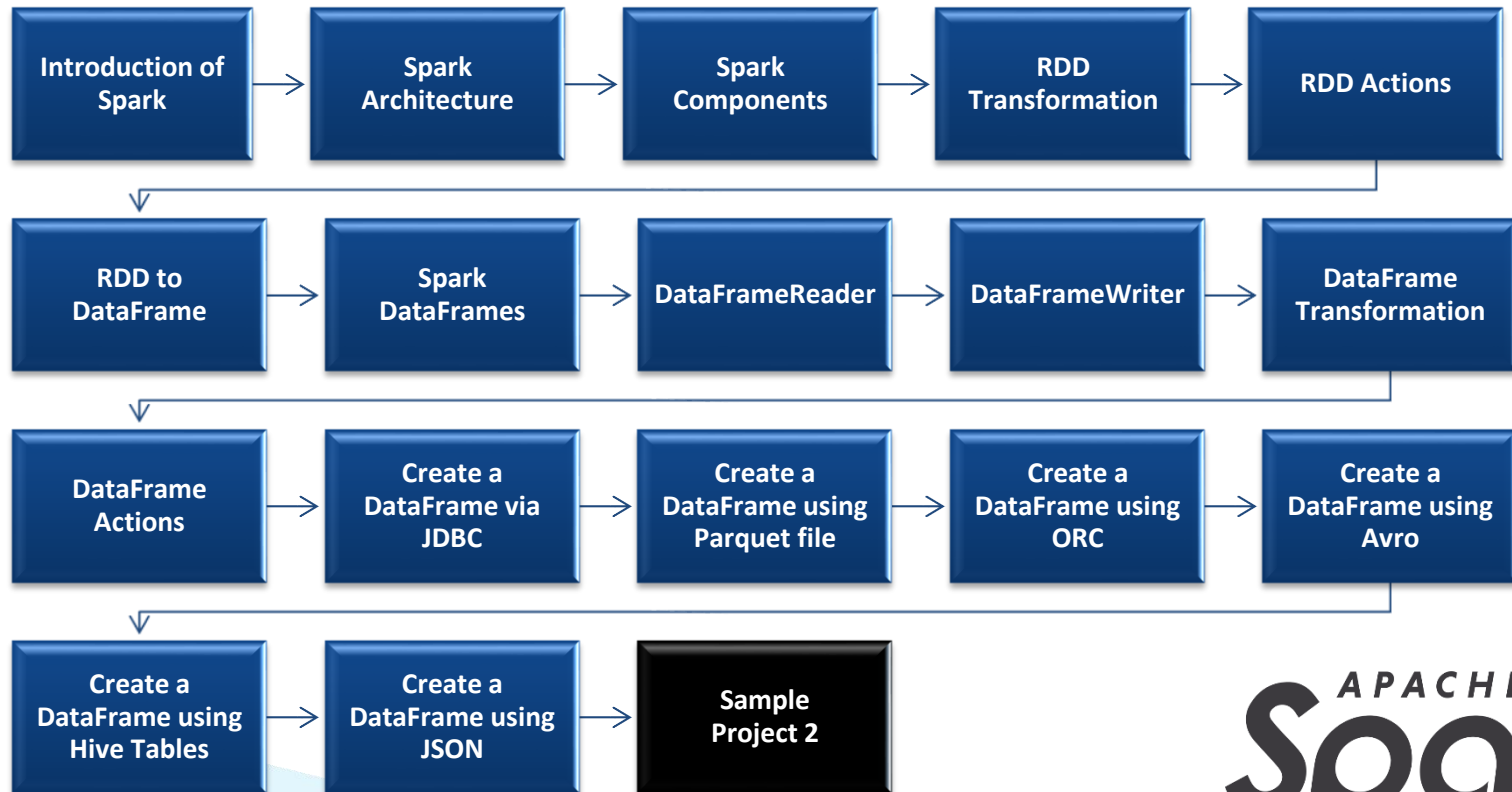 Introduction of
Spark
Spark
Architecture
Spark
Components
RDD
Transformation
RDD Actions
RDD to
DataFrame
Spark
DataFrames
DataFrameReader
DataFrameWriter
DataFrame
Transformation
DataFrame
Actions
Create a
DataFrame via
JDBC
Create a
DataFrame using
Parquet file
Create a
DataFrame using
ORC
Create a
DataFrame using
Avro
Create a
DataFrame using
Hive Tables
Create a
DataFrame using
JSON
Sample
Project 2